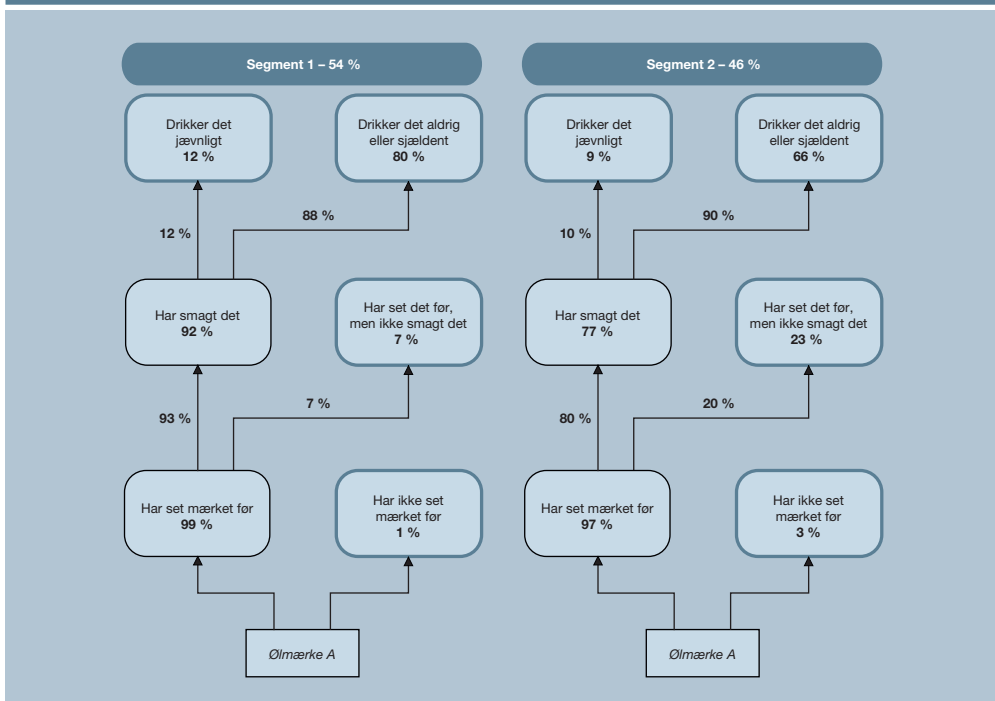 Segment 1 – 54 %
Drikker det
jævnligt
12 %
Drikker det aldrig
eller sjældent
80 %
12 %
88 %
Har smagt det
92 %
Har set det før,
men ikke smagt det
7 %
93 %
7 %
Har set mærket før
99 %
Har ikke set
mærket før
1 %
Ølmærke A
Segment 2 – 46 %
Drikker det
jævnligt
9 %
Drikker det aldrig
eller sjældent
66 %
10 %
90 %
Har smagt det
77 %
Har set det før,
men ikke smagt det
23 %
80 %
20 %
Har set mærket før
97 %
Har ikke set
mærket før
3 %
Ølmærke A